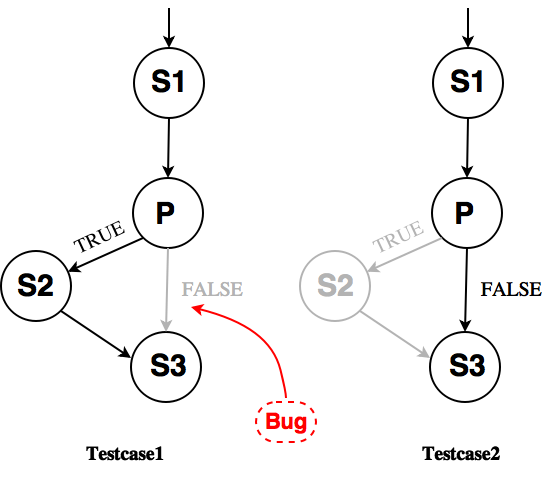 S1
P
TRUE
S2
FALSE
S3
Bug
Testcase1
S1
P
TRUE
S2
FALSE
S3
Testcase2